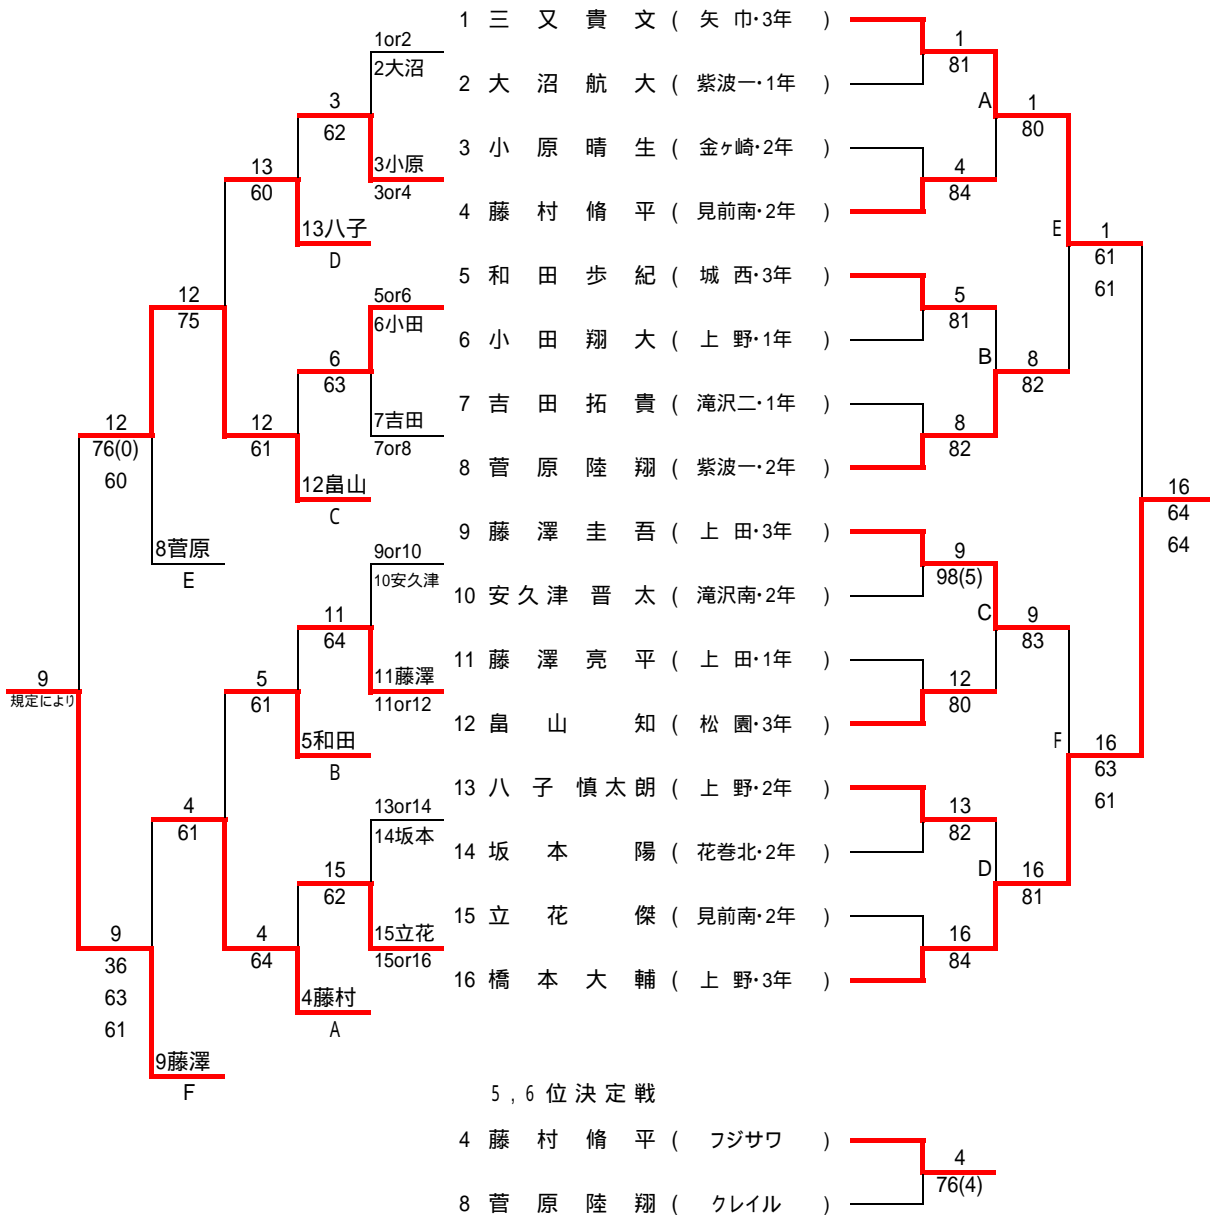 1 三又貴文 ( 矢巾・3年 )
2 大沼航大 ( 紫波一・1年 )
3 小原晴生 ( 金ヶ崎・2年 )
4 藤村脩平 ( 見前南・2年 )
5 和田歩紀 ( 城西・3年 )
6 小田翔大 ( 上野・1年 )
7 吉田拓貴 ( 滝沢二・1年 )
8 菅原陸翔 ( 紫波一・2年 )
9 藤澤圭吾 ( 上田・3年 )
10 安久津晋太 ( 滝沢南・2年 )
11 藤澤亮平 ( 上田・1年 )
12 畠山知 ( 松園・3年 )
13 八子慎太朗 ( 上野・2年 )
14 坂本陽 ( 花巻北・2年 )
15 立花傑 ( 見前南・2年 )
16 橋本大輔 ( 上野・3年 )
1
81
4
84
5
81
8
82
9
98(5)
12
80
13
82
16
84
A
1
80
B
8
82
C
9
83
D
16
81
E
1
61
61
F
16
63
61
16
64
64
1or2
2大沼
3小原
3or4
5or6
6小田
7吉田
7or8
9or10
10安久津
11藤澤
11or12
13or14
14坂本
15立花
15or16
3
62
13八子
D
6
63
12畠山
C
11
64
5和田
B
15
62
4藤村
A
13
60
12
61
5
61
4
64
12
75
8菅原
E
4
61
9藤澤
F
12
76(0)
60
9
36
63
61
9
規定により
5,6位決定戦
4 藤村脩平 ( フジサワ )
8 菅原陸翔 ( クレイル )
4
76(4)